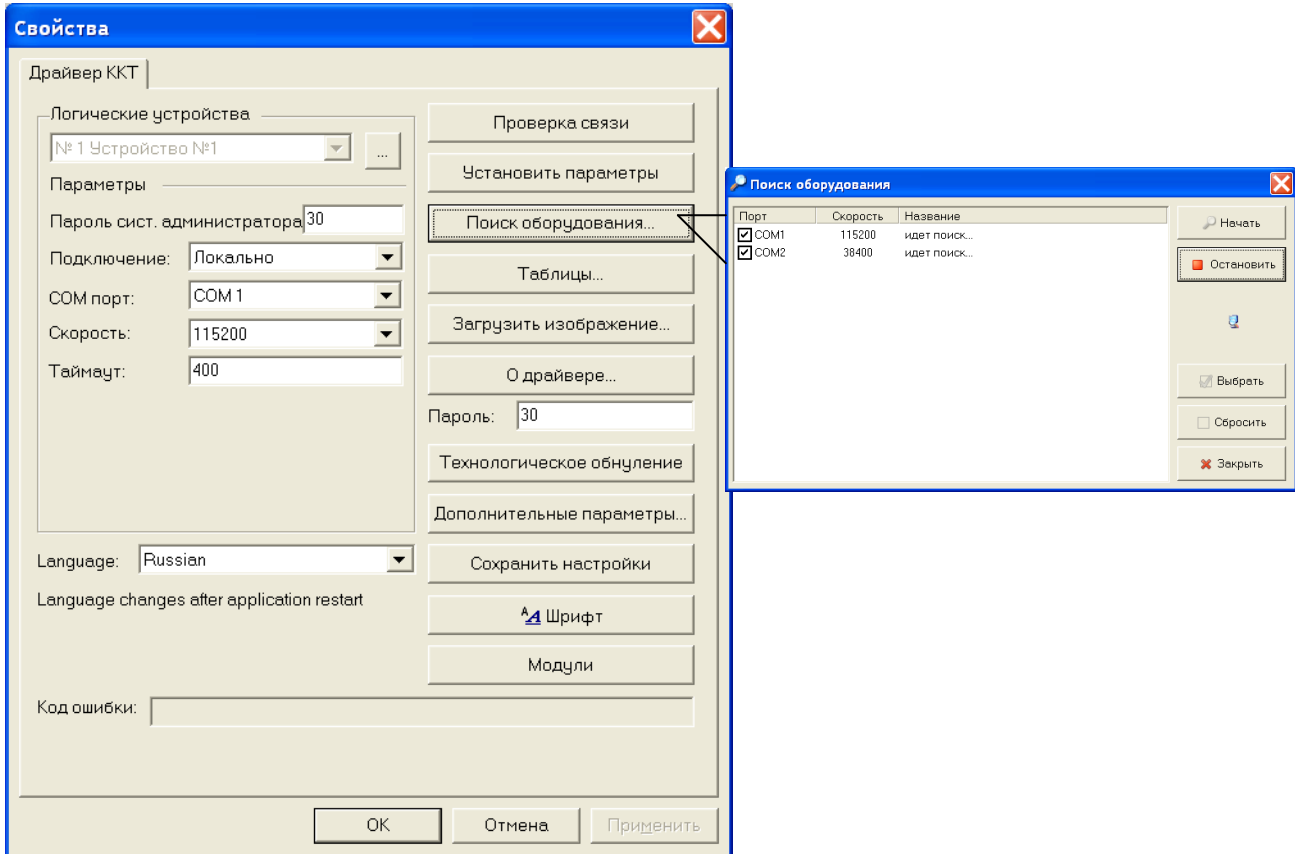 Свойства
Драйвер ККТ
Логические устройства
№ 1 Устройство №1
...
Параметры
Пароль сист. администратора
30
Подключение:
Локально
COM порт:
COM 1
Скорость:
115200
Таймаут:
400
Language:
Russian
Language changes after application restart
Код ошибки:
Проверка связи
Установить параметры
Поиск оборудования...
Таблицы...
Загрузить изображение...
О драйвере...
Пароль:
30
Технологическое обнуление
Дополнительные параметры...
Сохранить настройки
Шрифт
Модули
OK
Отмена
Применить
Поиск оборудования
Порт Скорость Название
COM1 115200 идет поиск...
COM2 38400 идет поиск...
Начать
Остановить
Выбрать
Сбросить
Закрыть